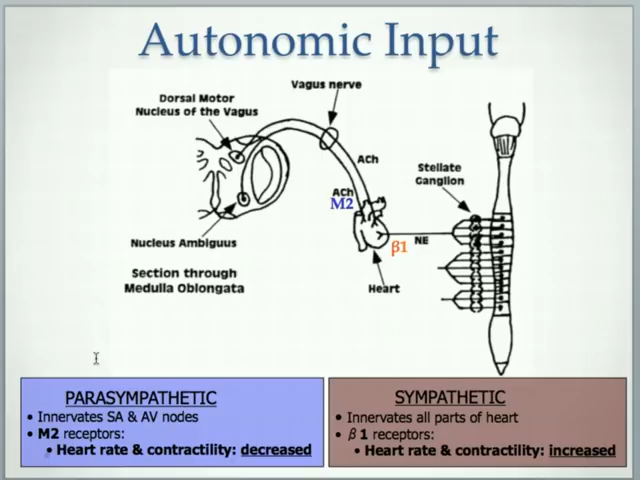 Autonomic Input
Vagus nerve
Dorsal Motor
Nucleus of the Vagus
ACh
Stellate
Ganglion
ACh
M2
Nucleus Ambiguus
β1
NE
Section through
Medulla Oblongata
Heart
PARASYMPATHETIC
• Innervates SA & AV nodes
• M2 receptors:
• Heart rate & contractility: decreased
SYMPATHETIC
• Innervates all parts of heart
• β 1 receptors:
• Heart rate & contractility: increased